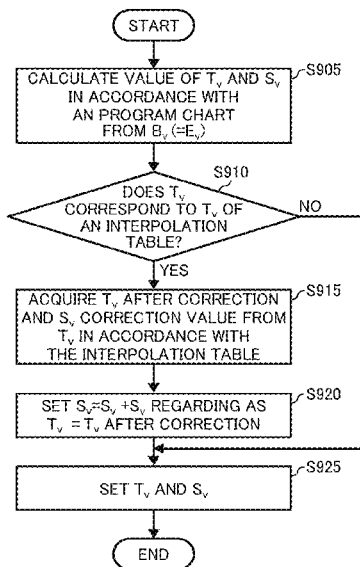 START
S905
CALCULATE VALUE OF Tᵥ AND Sᵥ
IN ACCORDANCE WITH
AN PROGRAM CHART
FROM Bᵥ(=Eᵥ)
S910
DOES Tᵥ
CORRESPOND TO Tᵥ OF
AN INTERPOLATION
TABLE?
NO
YES
S915
ACQUIRE Tᵥ AFTER CORRECTION
AND Sᵥ CORRECTION VALUE FROM
Tᵥ IN ACCORDANCE WITH
THE INTERPOLATION TABLE
S920
SET Sᵥ=Sᵥ+Sᵥ REGARDING AS
Tᵥ = Tᵥ AFTER CORRECTION
S925
SET Tᵥ AND Sᵥ
END